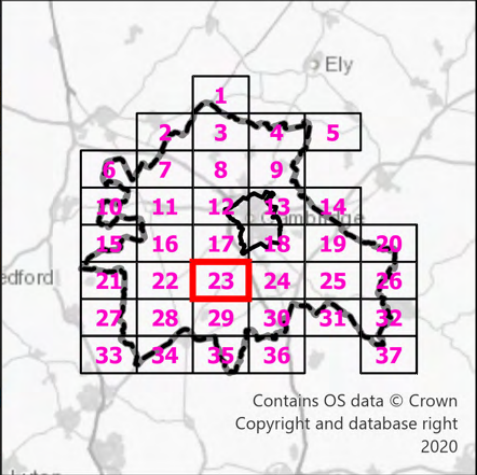 Ely
1
2 3 4 5
6 7 8 9
10 11 12 13 14
Cambridge
15 16 17 18 19 20
edford
21 22 23 24 25 26
27 28 29 30 31 32
33 34 35 36 37
Contains OS data © Crown
Copyright and database right
2020